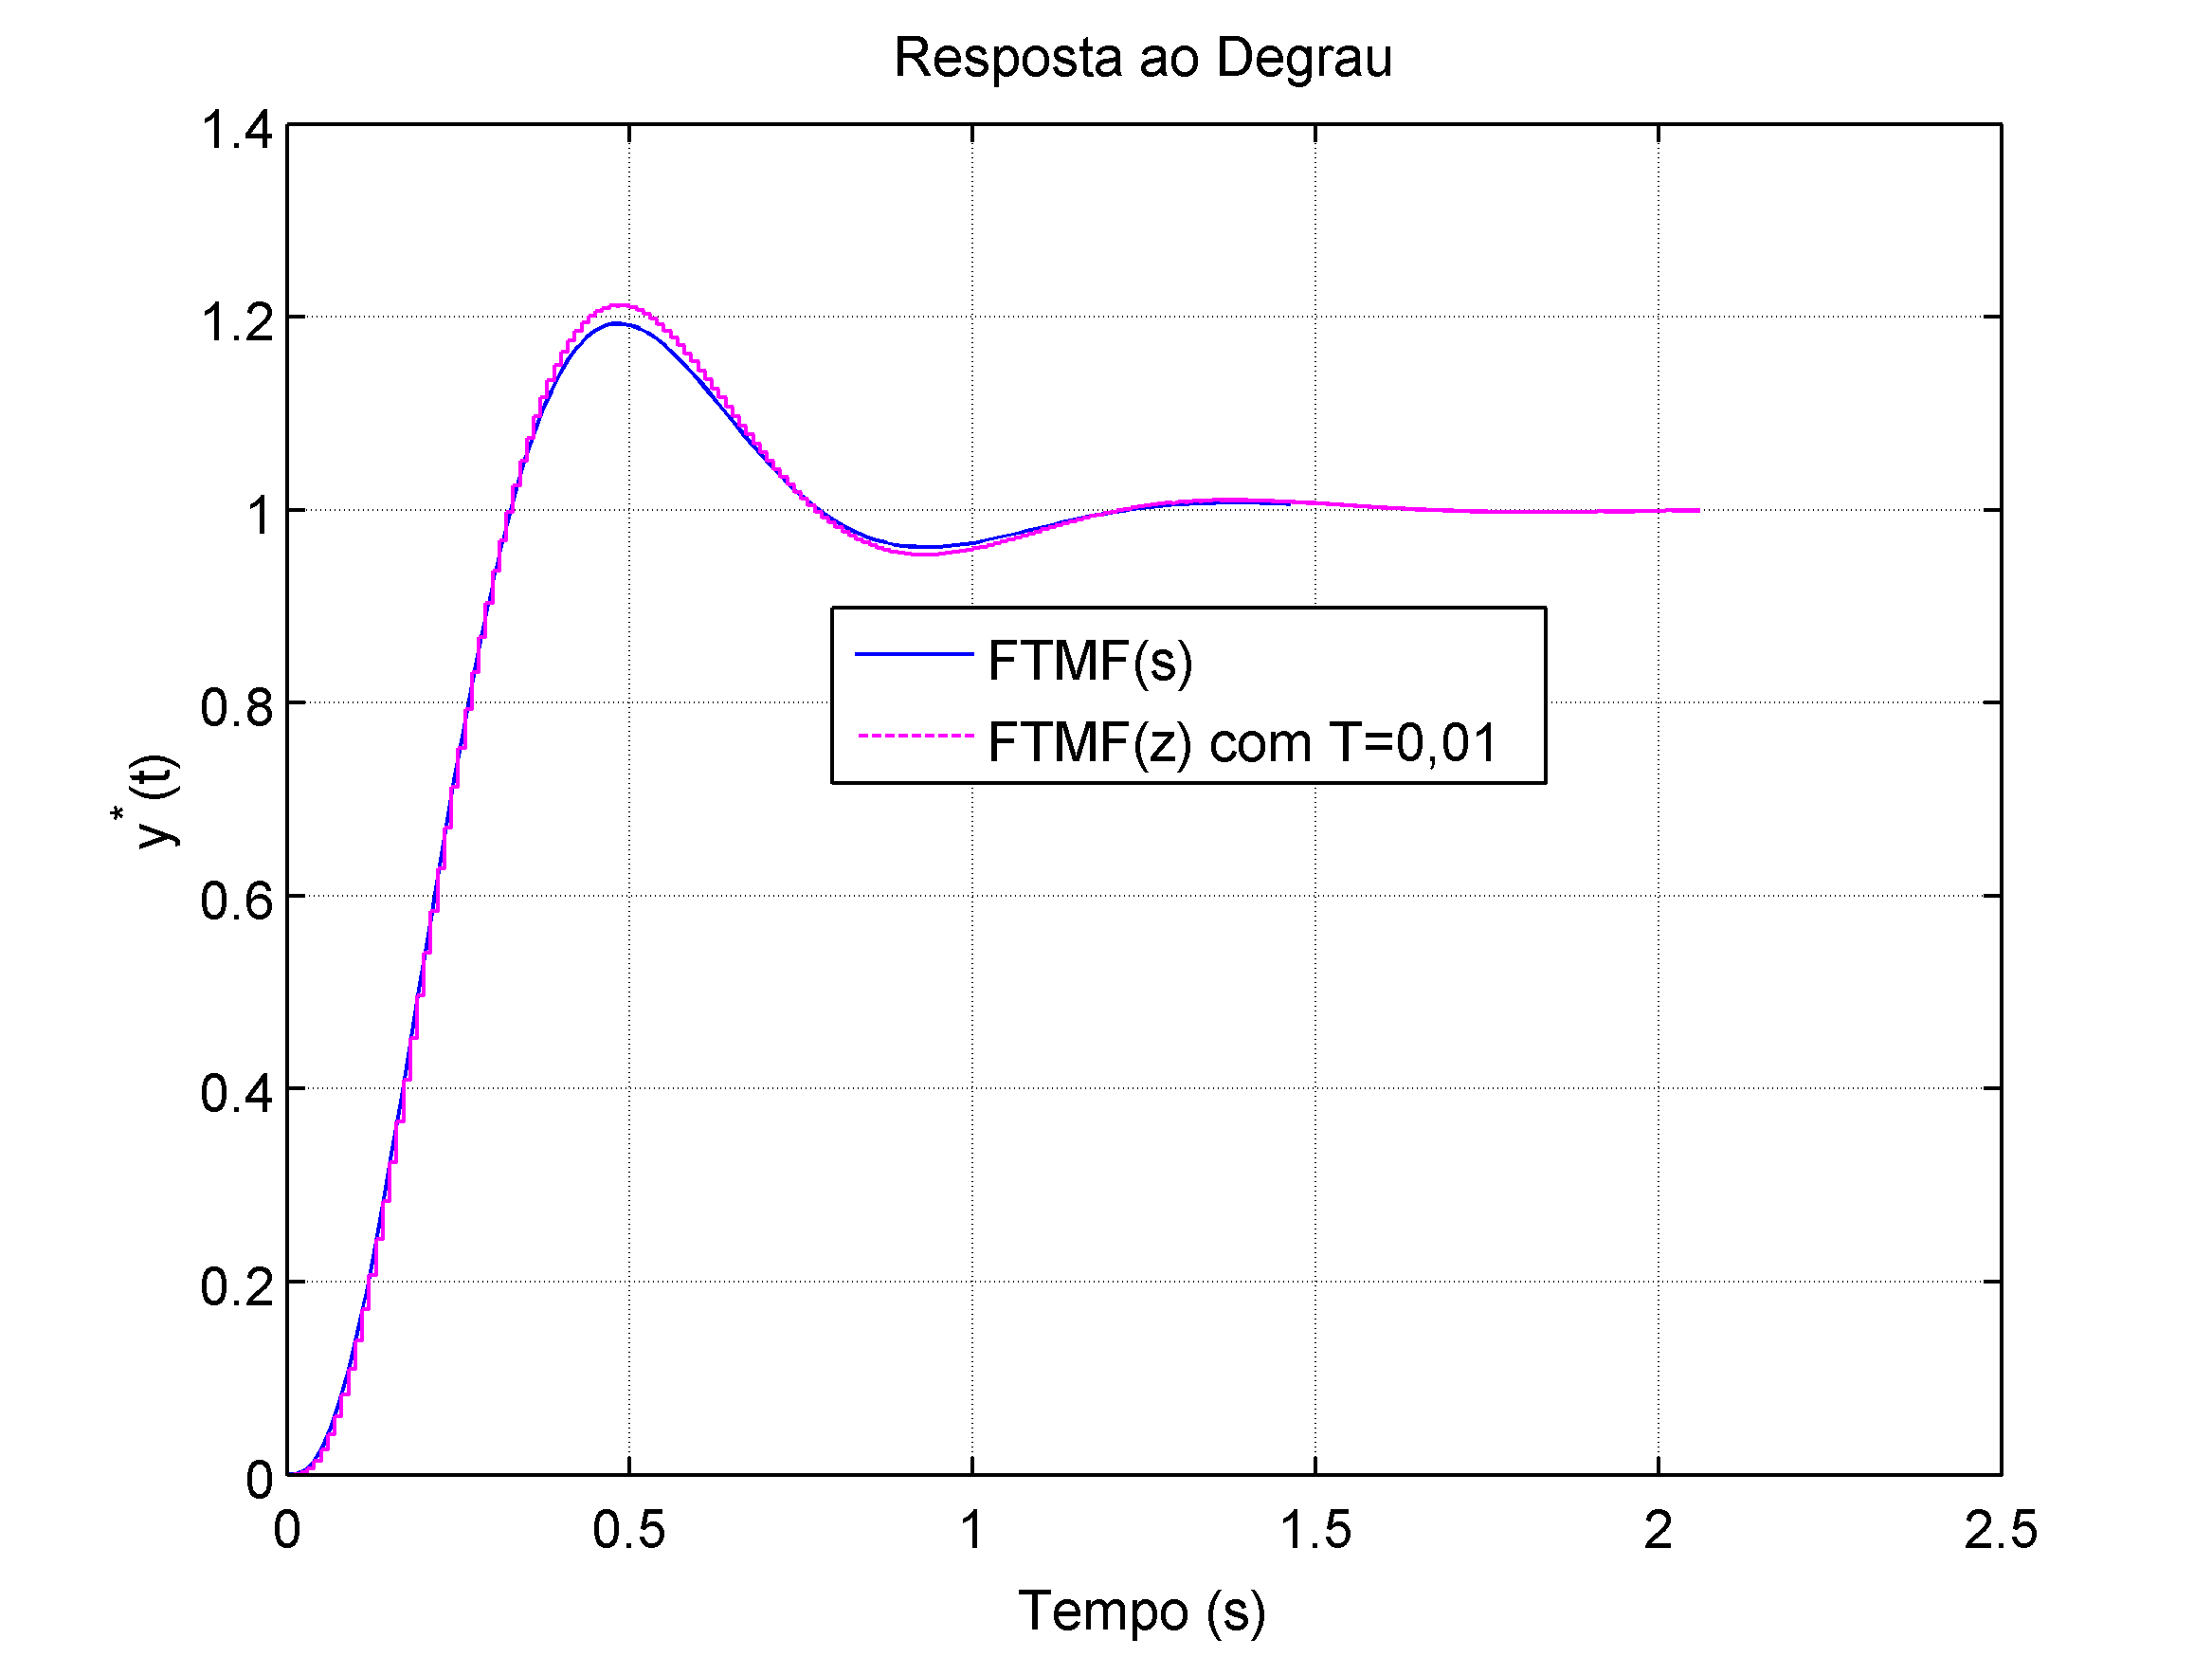 Resposta ao Degrau
1.4
1.2
1
0.8
0.6
0.4
0.2
0
y*(t)
FTMF(s)
FTMF(z) com T=0,01
0 0.5 1 1.5 2 2.5
Tempo (s)